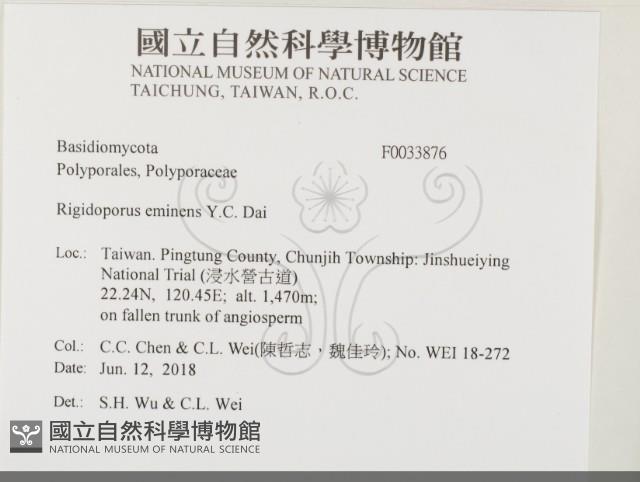 國立自然科學博物館
NATIONAL MUSEUM OF NATURAL SCIENCE
TAICHUNG, TAIWAN, R.O.C.
Basidiomycota F0033876
Polyporales, Polyporaceae
Rigidoporus eminens Y.C. Dai
Loc.: Taiwan. Pingtung County, Chunjih Township: Jinshueiying
National Trial (浸水營古道)
22.24N, 120.45E; alt. 1,470m;
on fallen trunk of angiosperm
Col.: C.C. Chen & C.L. Wei(陳哲志，魏佳玲); No. WEI 18-272
Date: Jun. 12, 2018
Det.: S.H. Wu & C.L. Wei
國立自然科學博物館
NATIONAL MUSEUM OF NATURAL SCIENCE